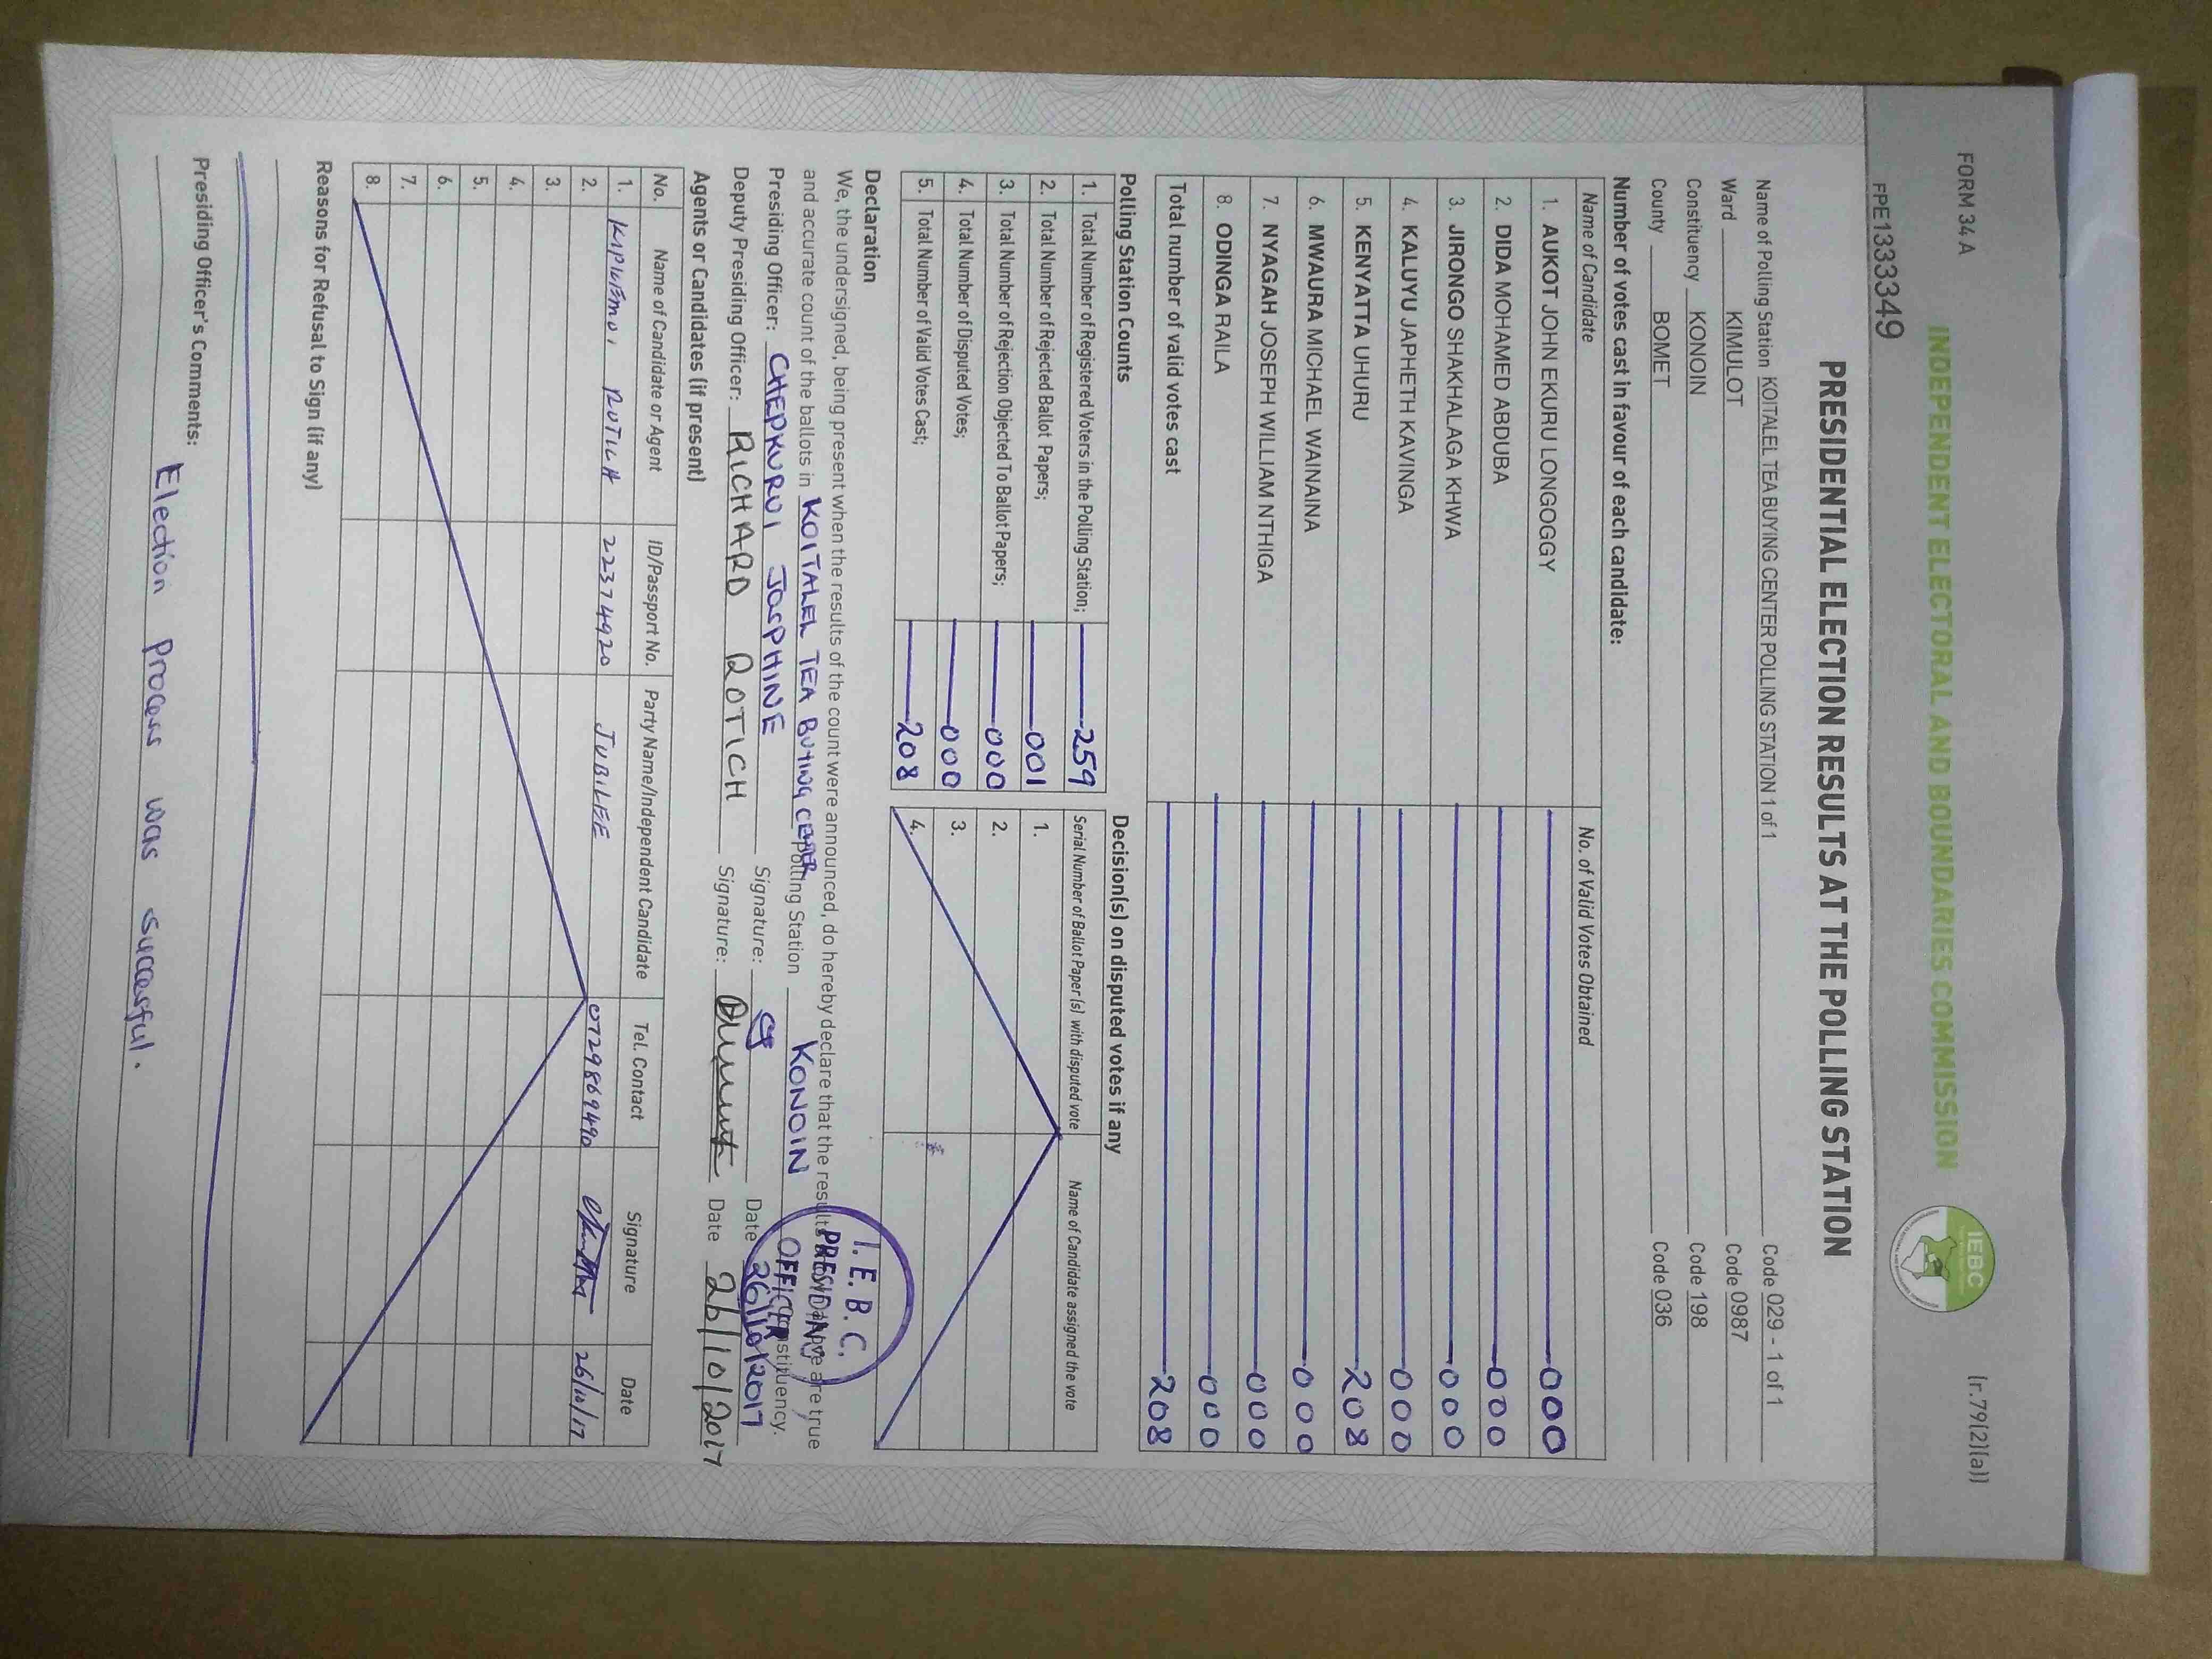 FORM 34 A
(r.79(2)(a))
INDEPENDENT ELECTORAL AND BOUNDARIES COMMISSION
IEBC
FPE1333349
PRESIDENTIAL ELECTION RESULTS AT THE POLLING STATION
Name of Polling Station KOITALEL TEA BUYING CENTER POLLING STATION 1 of 1 Code 029 - 1 of 1
Ward KIMULOT Code 0987
Constituency KONOIN Code 198
County BOMET Code 036
Number of votes cast in favour of each candidate:
Name of Candidate No. of Valid Votes Obtained
1. AUKOT JOHN EKURU LONGOGGY 000
2. DIDA MOHAMED ABDUBA 000
3. JIRONGO SHAKHALAGA KHWA 000
4. KALUYU JAPHETH KAVINGA 000
5. KENYATTA UHURU 208
6. MWAURA MICHAEL WAINAINA 000
7. NYAGAH JOSEPH WILLIAM NTHIGA 000
8. ODINGA RAILA 000
Total number of valid votes cast 208
Polling Station Counts
1. Total Number of Registered Voters in the Polling Station; 259
2. Total Number of Rejected Ballot Papers; 001
3. Total Number of Rejection Objected To Ballot Papers; 000
4. Total Number of Disputed Votes; 000
5. Total Number of Valid Votes Cast; 208
Decision(s) on disputed votes if any
Serial Number of Ballot Paper (s) with disputed vote Name of Candidate assigned the vote
1.
2.
3.
4.
Declaration
We, the undersigned, being present when the results of the count were announced, do hereby declare that the results above are true
and accurate count of the ballots in KOITALEL TEA BUYING CENTER Polling Station KONOIN Constituency.
Presiding Officer: CHEPKURUI JOSPHINE Signature: Date 26/10/2017
Deputy Presiding Officer: RICHARD ROTICH Signature: Date 26/10/2017
I.E.B.C.
PRESIDING
OFFICER
Agents or Candidates (if present)
No. Name of Candidate or Agent ID/Passport No. Party Name/Independent Candidate Tel. Contact Signature Date
1. ROTICH 22374920 JUBILEE 0729869490 26/10/17
2.
3.
4.
5.
6.
7.
8.
Reasons for Refusal to Sign (if any)
Presiding Officer's Comments:
Election process was successful.